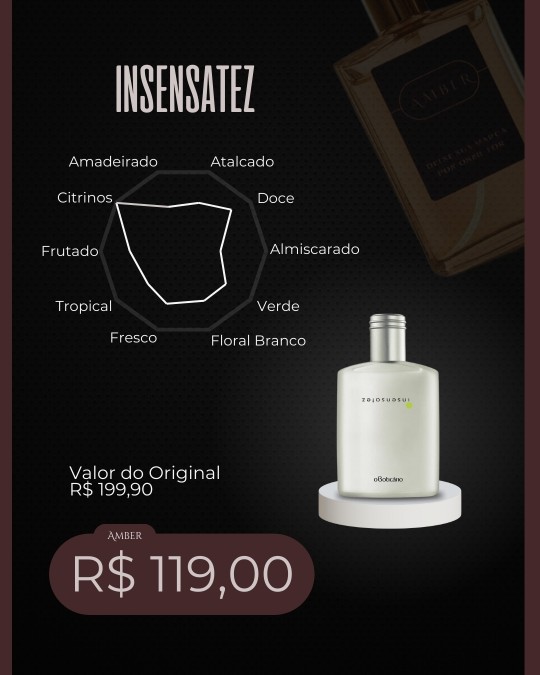 AMBER
INSENSATEZ
Amadeirado
Atalcado
Citrinos
Doce
Frutado
Almiscarado
Tropical
Verde
Fresco
Floral Branco
insensatez
oBoticário
Valor do Original
R$ 199,90
AMBER
R$ 119,00